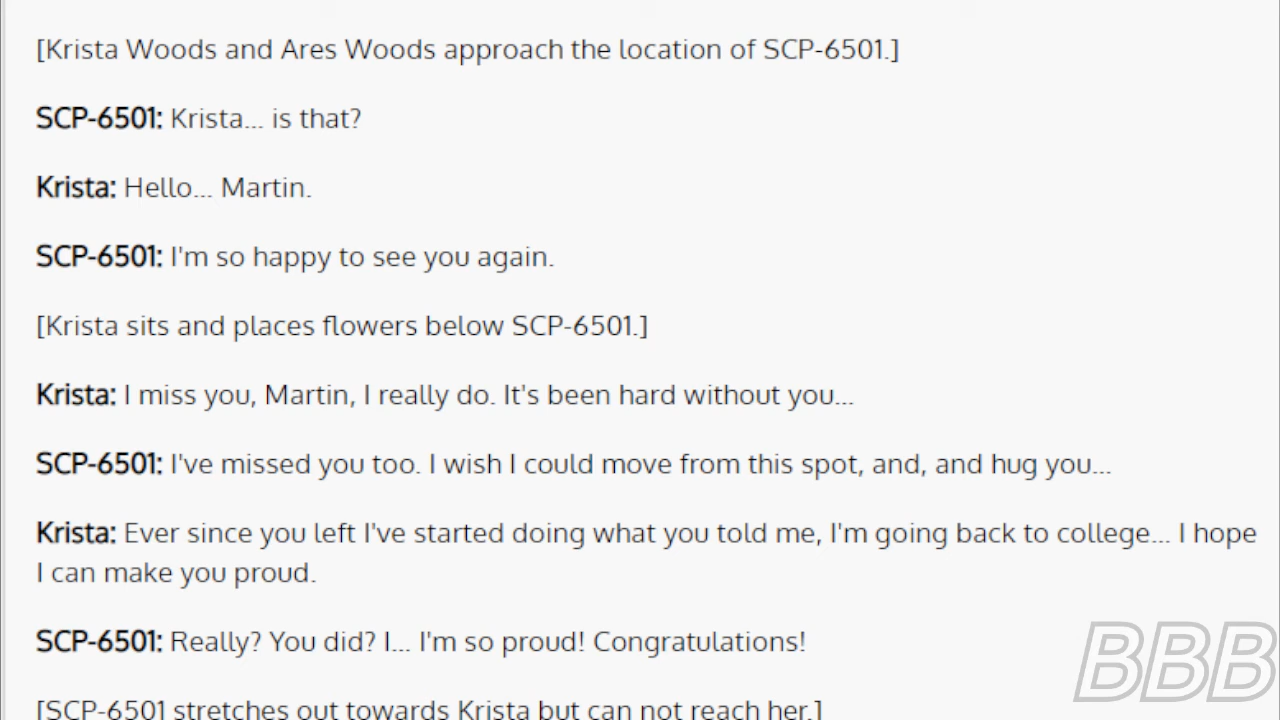 [Krista Woods and Ares Woods approach the location of SCP-6501.]
SCP-6501: Krista... is that?
Krista: Hello... Martin.
SCP-6501: I'm so happy to see you again.
[Krista sits and places flowers below SCP-6501.]
Krista: I miss you, Martin, I really do. It's been hard without you...
SCP-6501: I've missed you too. I wish I could move from this spot, and, and hug you...
Krista: Ever since you left I've started doing what you told me, I'm going back to college... I hope
I can make you proud.
SCP-6501: Really? You did? I... I'm so proud! Congratulations!
[SCP-6501 stretches out towards Krista but can not reach her.]
BBB